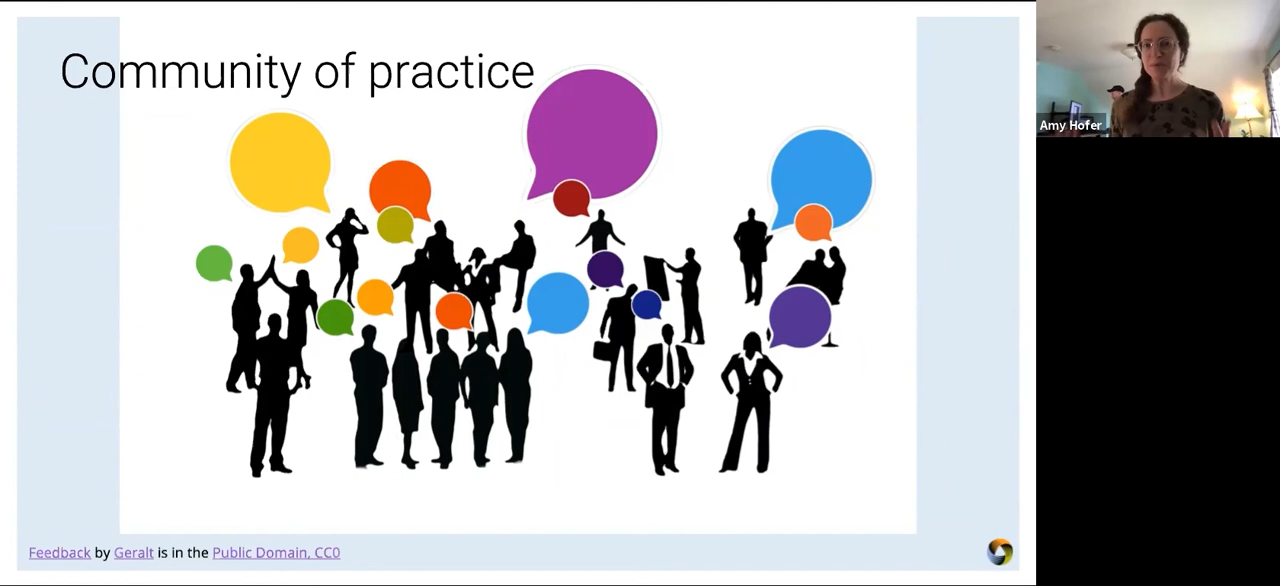 Community of practice
Amy Hofer
Feedback by Geralt is in the Public Domain, CC0